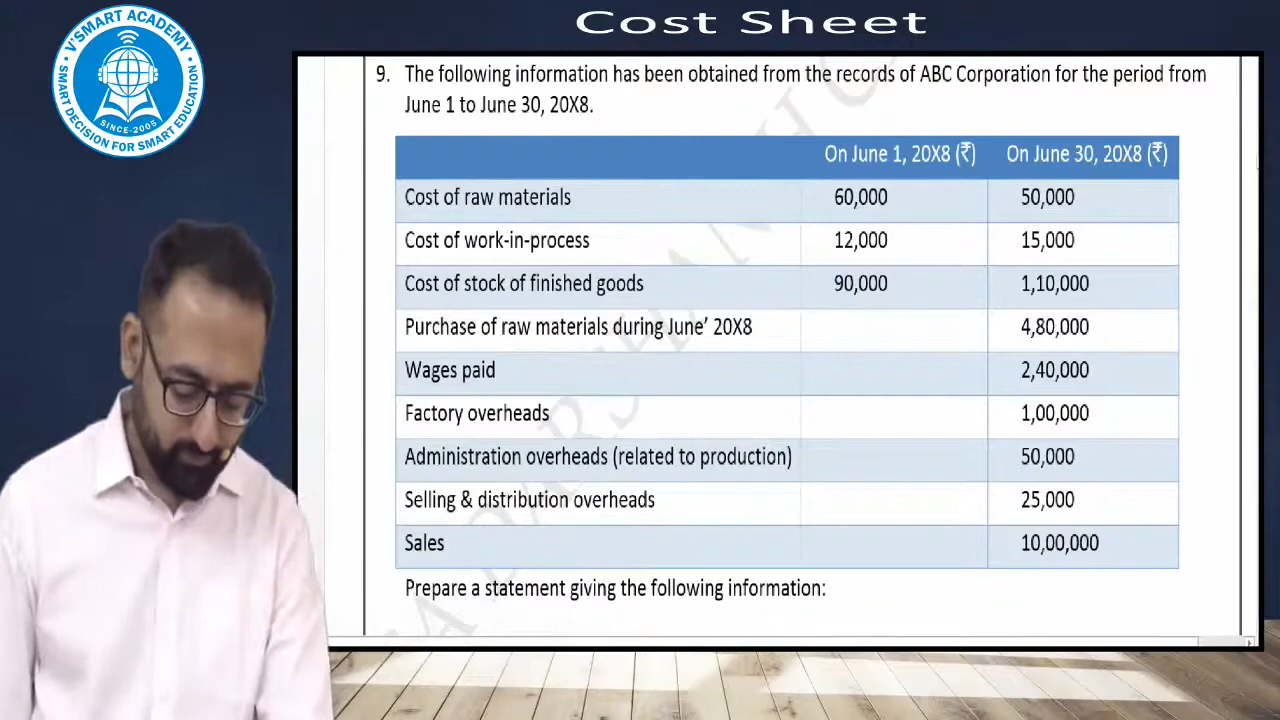 Cost Sheet
V'SMART ACADEMY
SMART DECISION FOR SMART EDUCATION
SINCE-2005
9. The following information has been obtained from the records of ABC Corporation for the period from
June 1 to June 30, 20X8.
On June 1, 20X8 (₹) On June 30, 20X8 (₹)
Cost of raw materials 60,000 50,000
Cost of work-in-process 12,000 15,000
Cost of stock of finished goods 90,000 1,10,000
Purchase of raw materials during June’ 20X8 4,80,000
Wages paid 2,40,000
Factory overheads 1,00,000
Administration overheads (related to production) 50,000
Selling & distribution overheads 25,000
Sales 10,00,000
Prepare a statement giving the following information: